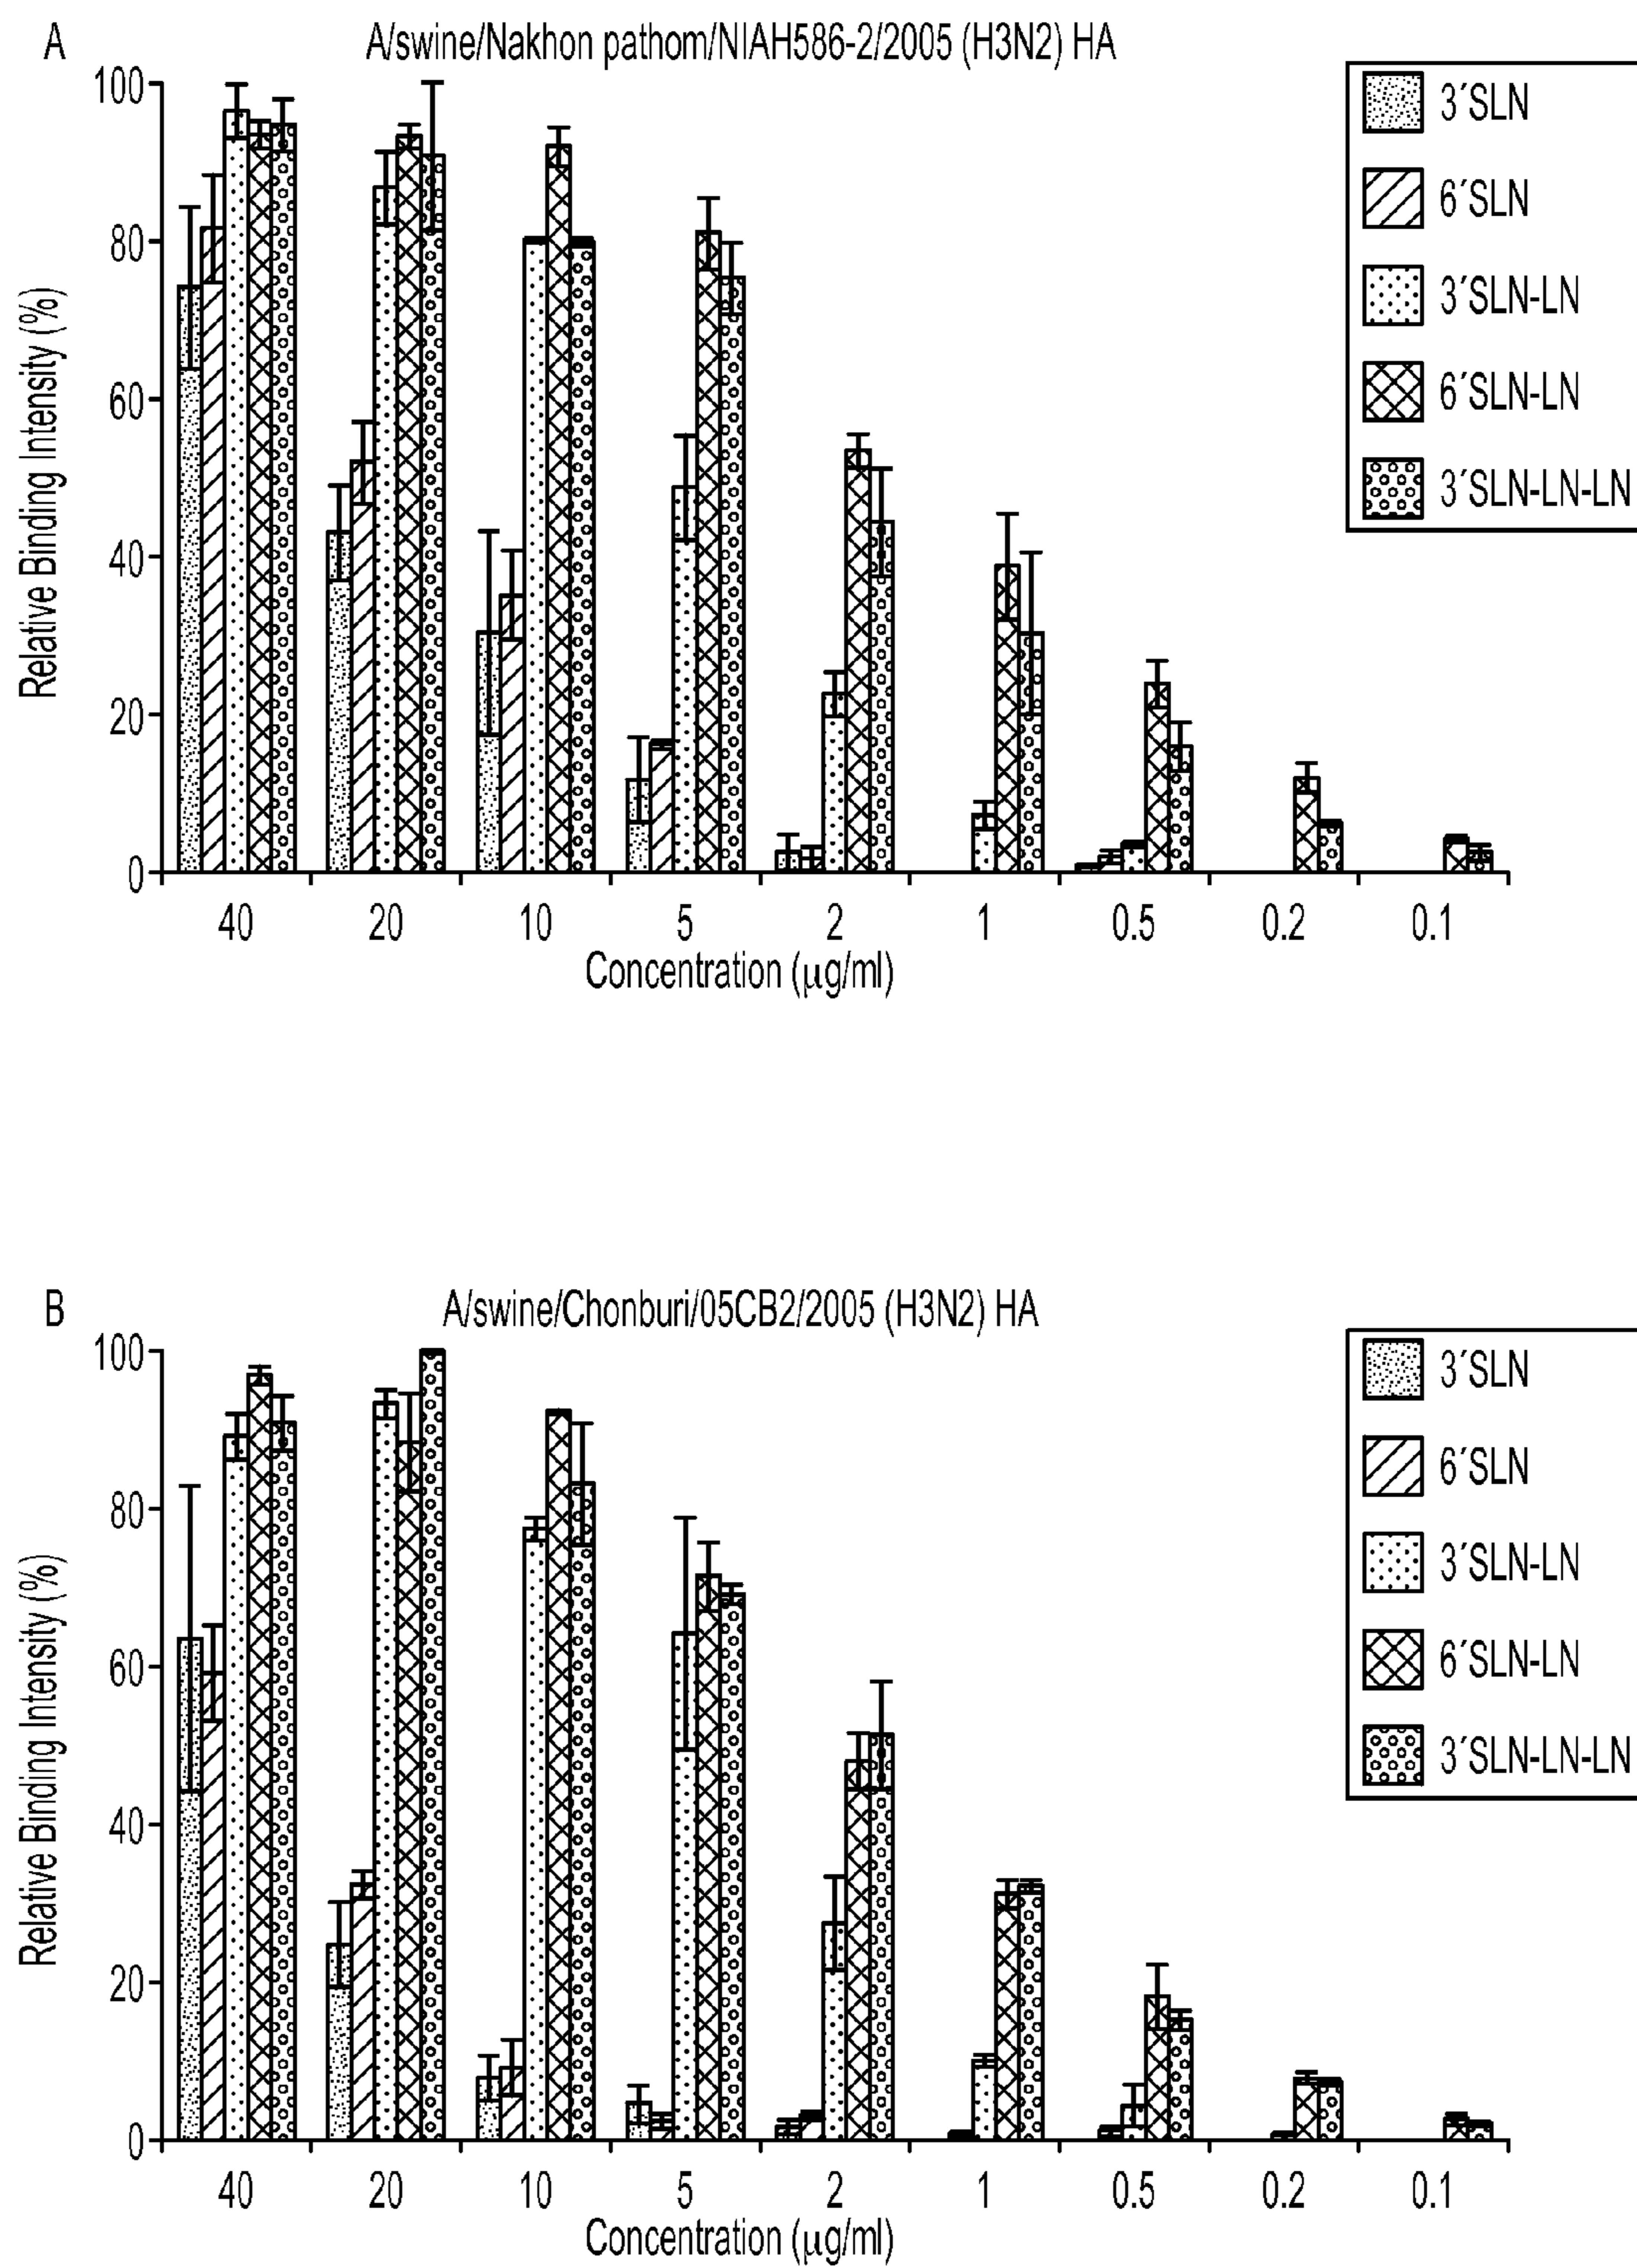 A
A/swine/Nakhon pathom/NIAH586-2/2005 (H3N2) HA
Relative Binding Intensity (%)
100
80
60
40
20
0
40 20 10 5 2 1 0.5 0.2 0.1
Concentration (μg/ml)
3´SLN
6´SLN
3´SLN-LN
6´SLN-LN
3´SLN-LN-LN
B
A/swine/Chonburi/05CB2/2005 (H3N2) HA
Relative Binding Intensity (%)
100
80
60
40
20
0
40 20 10 5 2 1 0.5 0.2 0.1
Concentration (μg/ml)
3´SLN
6´SLN
3´SLN-LN
6´SLN-LN
3´SLN-LN-LN